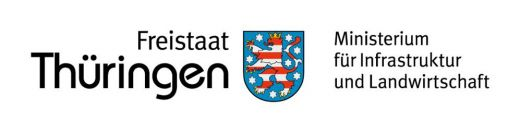 Freistaat
Thüringen
Ministerium
für Infrastruktur
und Landwirtschaft